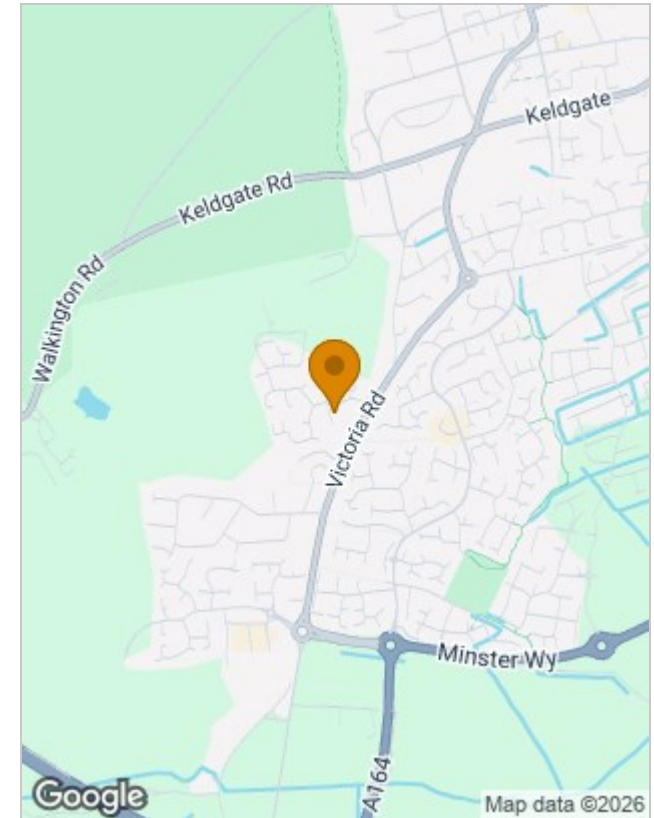 Keldgate
Keldgate Rd
Walkington Rd
Victoria Rd
Minster Wy
A164
Google
Map data ©2026